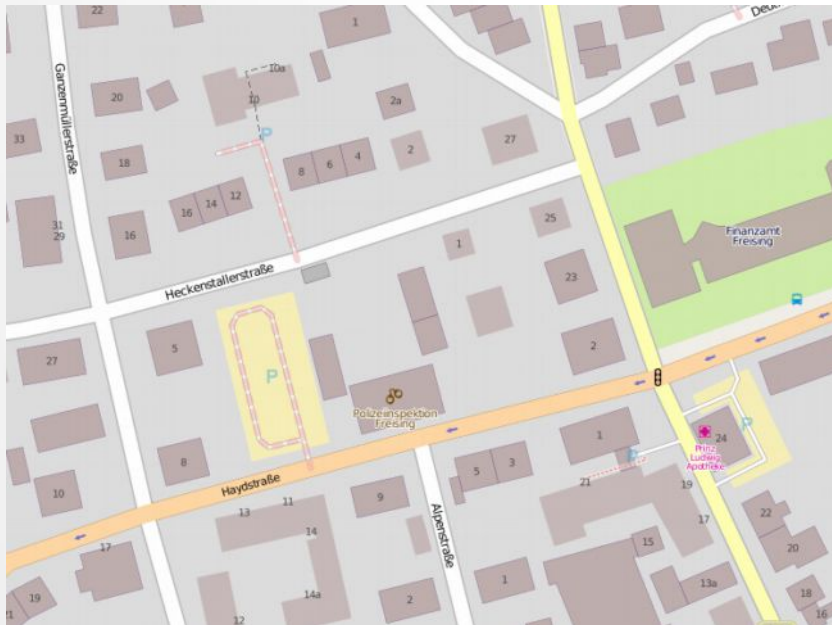 22
1
Deut
Ganzenmüllerstraße
10a
20
10
2a
33
27
2
4
6
8
18
12
14
16
31
29
16
Finanzamt
Freising
25
1
23
Heckenstallerstraße
2
27
5
P
P
Polizeiinspektion
Freising
1
24
P
Prinz
Ludwig
Apotheke
P
8
3
5
Haydstraße
21
19
10
9
11
13
17
22
14
Alpenstraße
15
20
17
1
13a
18
19
21
14a
2
12
16